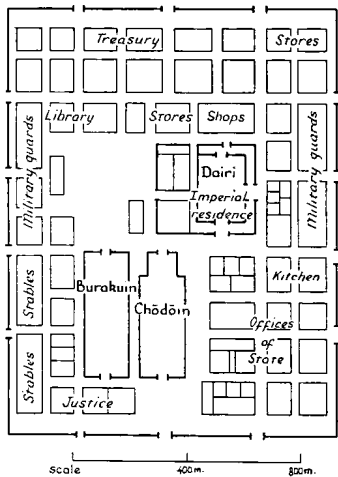 Treasury
Stores
Library
Stores
Shops
Military guards
Military guards
Dairi
Imperial
residence
Stables
Burakuin
Chōdōin
Kitchen
Offices
of
State
Stables
Justice
scale 400m. 800m.